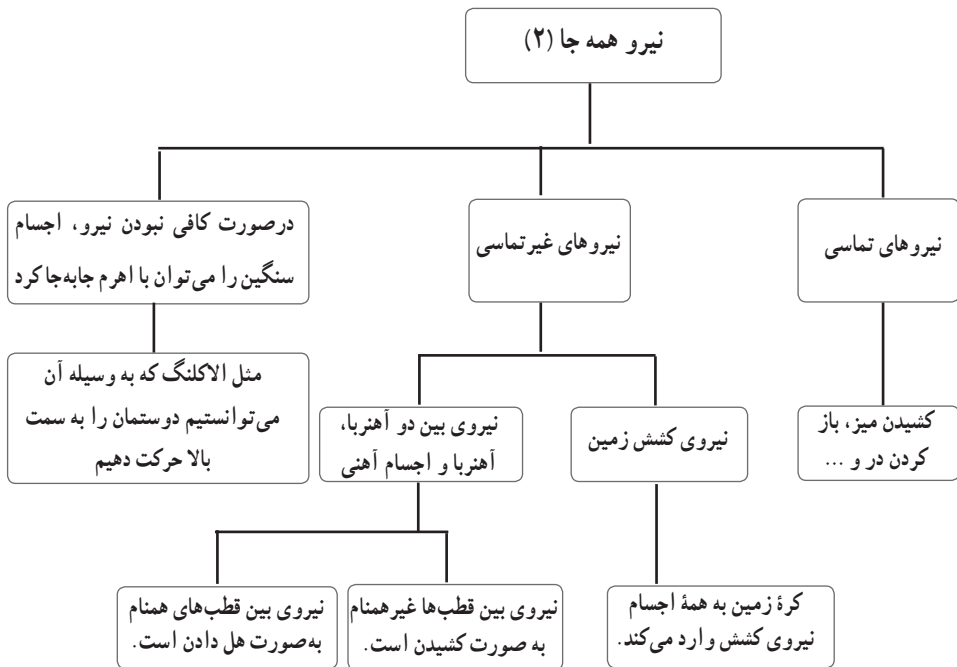 نیرو همه جا (۲)
نیروهای تماسی
نیروهای غیرتماسی
درصورت کافی نبودن نیرو، اجسام
سنگین را می‌توان با اهرم جابه‌جا کرد
کشیدن میز، باز
کردن در و ...
نیروی کشش زمین
نیروی بین دو آهنربا،
آهنربا و اجسام آهنی
مثل الاکلنگ که به وسیله آن
می‌توانستیم دوستمان را به سمت
بالا حرکت دهیم
کرهٔ زمین به همهٔ اجسام
نیروی کشش وارد می‌کند.
نیروی بین قطب‌ها غیرهمنام
به صورت کشیدن است.
نیروی بین قطب‌های همنام
به‌صورت هل دادن است.